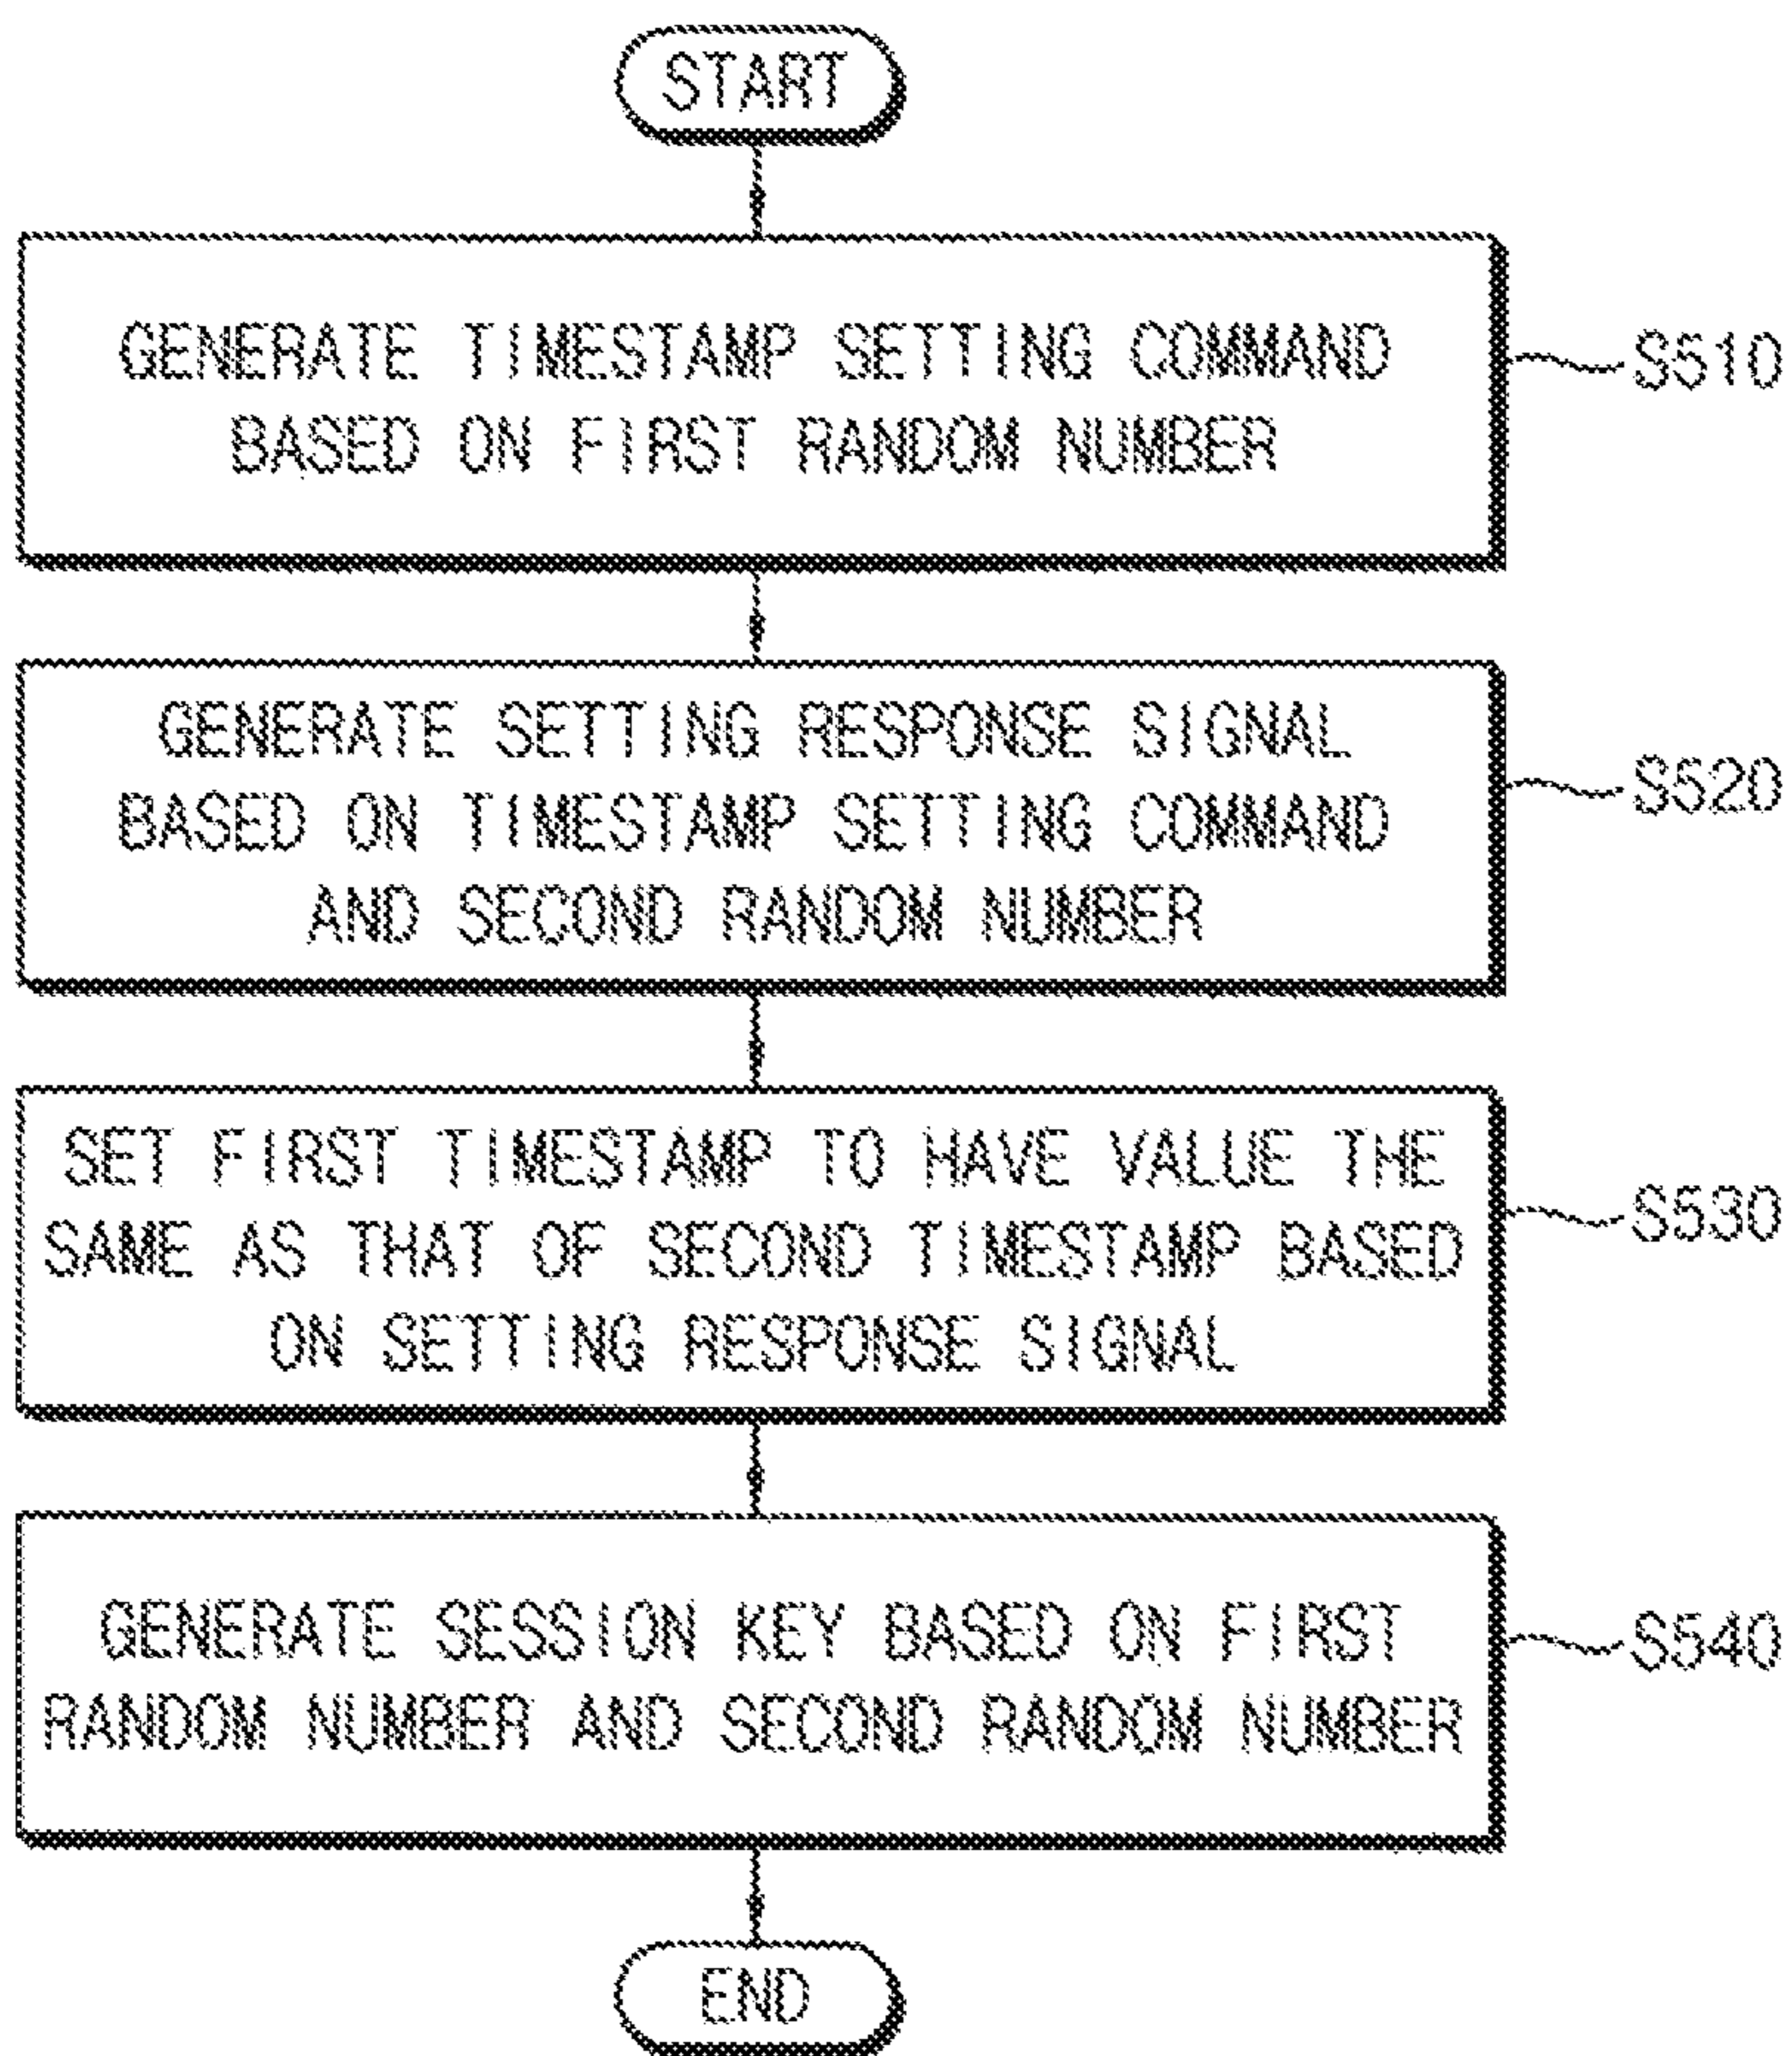 START
GENERATE TIMESTAMP SETTING COMMAND
BASED ON FIRST RANDOM NUMBER
S510
GENERATE SETTING RESPONSE SIGNAL
BASED ON TIMESTAMP SETTING COMMAND
AND SECOND RANDOM NUMBER
S520
SET FIRST TIMESTAMP TO HAVE VALUE THE
SAME AS THAT OF SECOND TIMESTAMP BASED
ON SETTING RESPONSE SIGNAL
S530
GENERATE SESSION KEY BASED ON FIRST
RANDOM NUMBER AND SECOND RANDOM NUMBER
S540
END